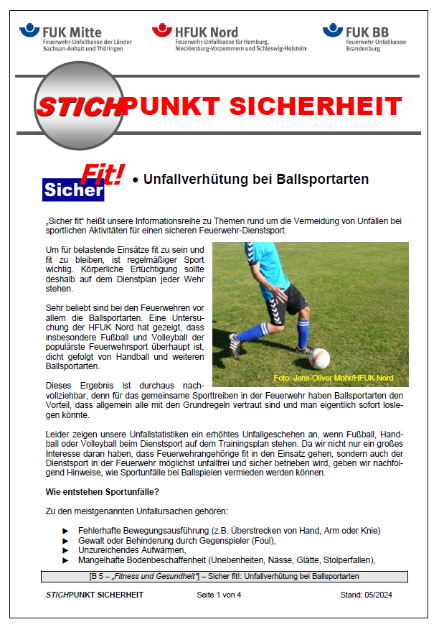 FUK Mitte
Feuerwehr-Unfallkasse der Länder
Sachsen-Anhalt und Thüringen
HFUK Nord
Feuerwehr-Unfallkasse für Hamburg,
Mecklenburg-Vorpommern und Schleswig-Holstein
FUK BB
Feuerwehr-Unfallkasse
Brandenburg
STICHPUNKT SICHERHEIT
Sicher Fit!
• Unfallverhütung bei Ballsportarten
„Sicher fit“ heißt unsere Informationsreihe zu Themen rund um die Vermeidung von Unfällen bei
sportlichen Aktivitäten für einen sicheren Feuerwehr-Dienstsport.
Um für belastende Einsätze fit zu sein und
fit zu bleiben, ist regelmäßiger Sport
wichtig. Körperliche Ertüchtigung sollte
deshalb auf dem Dienstplan jeder Wehr
stehen.
Sehr beliebt sind bei den Feuerwehren vor
allem die Ballsportarten. Eine Untersu-
chung der HFUK Nord hat gezeigt, dass
insbesondere Fußball und Volleyball der
populärste Feuerwehrsport überhaupt ist,
dicht gefolgt von Handball und weiteren
Ballsportarten.
Foto: Jens-Oliver Mohr/HFUK Nord
Dieses Ergebnis ist durchaus nach-
vollziehbar, denn für das gemeinsame Sporttreiben in der Feuerwehr haben Ballsportarten den
Vorteil, dass allgemein alle mit den Grundregeln vertraut sind und man eigentlich sofort losle-
gen könnte.
Leider zeigen unsere Unfallstatistiken ein erhöhtes Unfallgeschehen an, wenn Fußball, Hand-
ball oder Volleyball beim Dienstsport auf dem Trainingsplan stehen. Da wir nicht nur ein großes
Interesse daran haben, dass Feuerwehrangehörige fit in den Einsatz gehen, sondern auch der
Dienstsport in der Feuerwehr möglichst unfallfrei und sicher betrieben wird, geben wir nachfol-
gend Hinweise, wie Sportunfälle bei Ballspielen vermieden werden können.
Wie entstehen Sportunfälle?
Zu den meistgenannten Unfallursachen gehören:
► Fehlerhafte Bewegungsausführung (z.B. Überstrecken von Hand, Arm oder Knie)
► Gewalt oder Behinderung durch Gegenspieler (Foul),
► Unzureichendes Aufwärmen,
► Mangelhafte Bodenbeschaffenheit (Unebenheiten, Nässe, Glätte, Stolperfallen),
[B 5 – „Fitness und Gesundheit“] – Sicher fit!: Unfallverhütung bei Ballsportarten
STICHPUNKT SICHERHEIT Seite 1 von 4 Stand: 05/2024